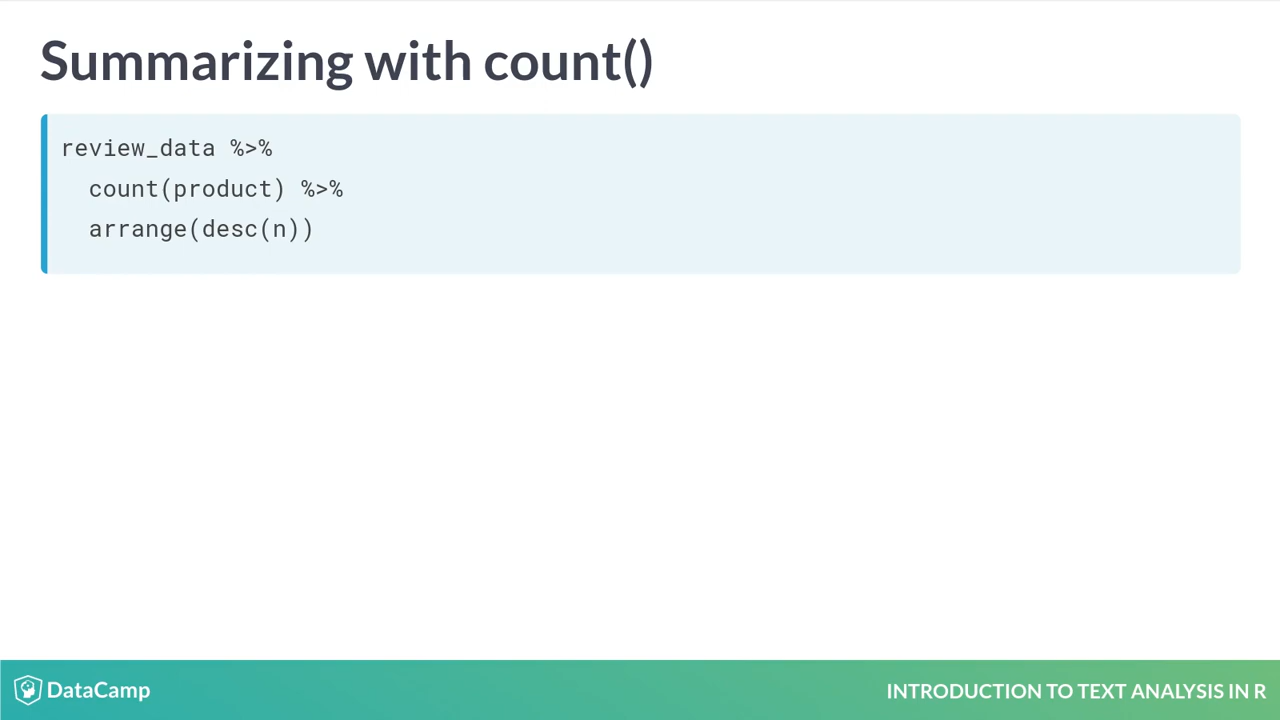 Summarizing with count()
review_data %>%
  count(product) %>%
  arrange(desc(n))
DataCamp
INTRODUCTION TO TEXT ANALYSIS IN R